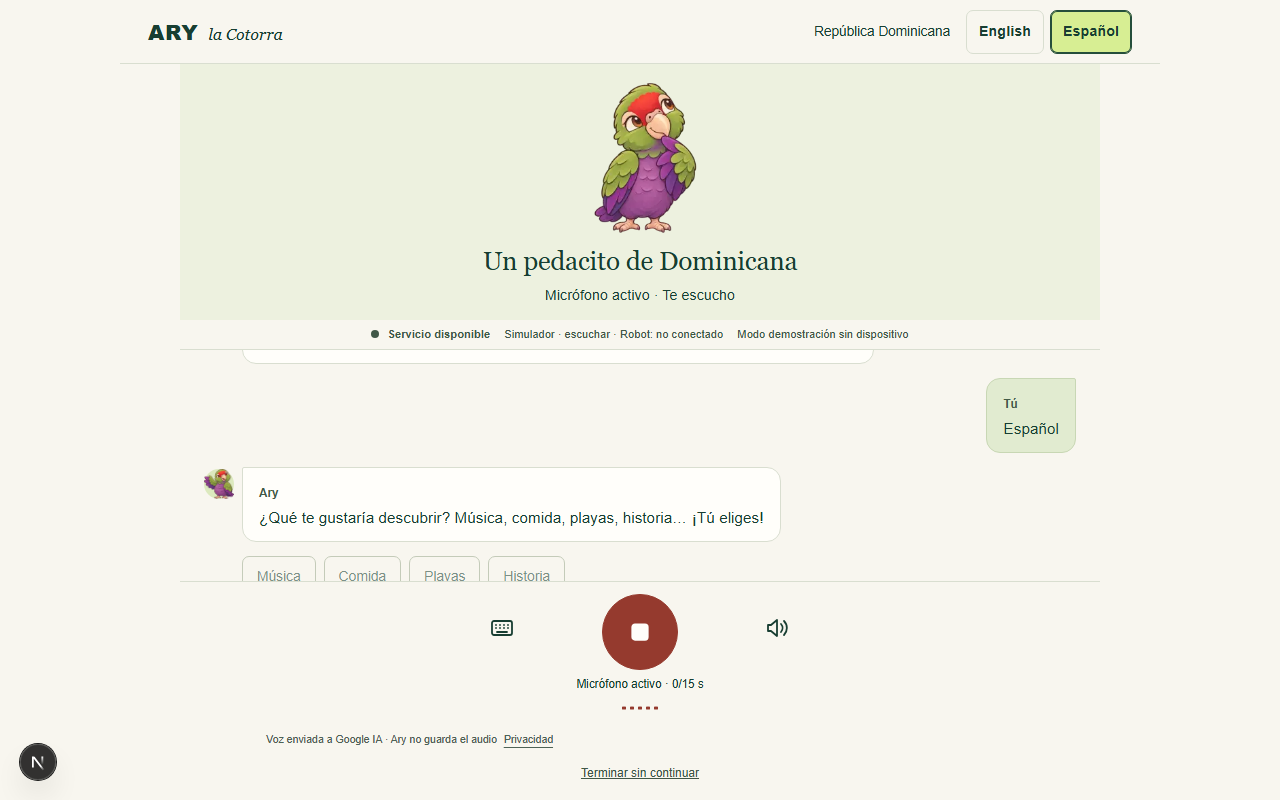 ARY la Cotorra
República Dominicana
English
Español
Un pedacito de Dominicana
Micrófono activo · Te escucho
Servicio disponible Simulador · escuchar · Robot: no conectado Modo demostración sin dispositivo
Tú
Español
Ary
¿Qué te gustaría descubrir? Música, comida, playas, historia... ¡Tú eliges!
Música Comida Playas Historia
Micrófono activo · 0/15 s
Voz enviada a Google IA · Ary no guarda el audio Privacidad
Terminar sin continuar
N